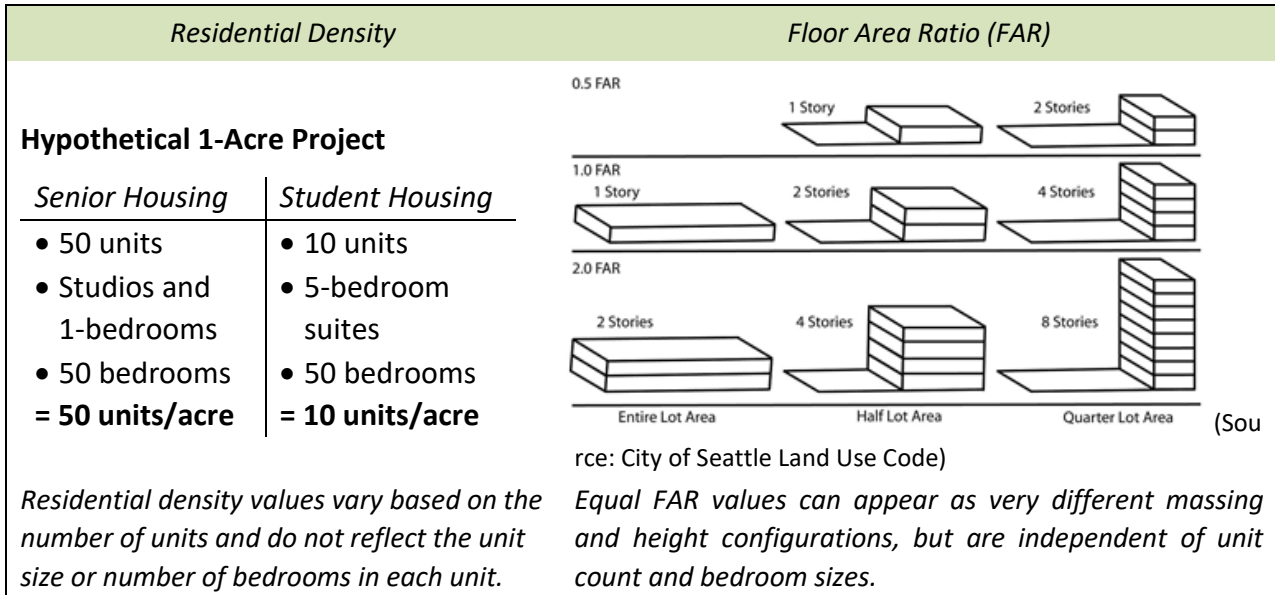 Residential Density
Floor Area Ratio (FAR)
Hypothetical 1-Acre Project
Senior Housing
Student Housing
• 50 units
• Studios and
1-bedrooms
• 50 bedrooms
= 50 units/acre
• 10 units
• 5-bedroom
suites
• 50 bedrooms
= 10 units/acre
Residential density values vary based on the
number of units and do not reflect the unit
size or number of bedrooms in each unit.
0.5 FAR
1 Story
2 Stories
1.0 FAR
1 Story
2 Stories
4 Stories
2.0 FAR
2 Stories
4 Stories
8 Stories
Entire Lot Area
Half Lot Area
Quarter Lot Area
(Sou
rce: City of Seattle Land Use Code)
Equal FAR values can appear as very different massing
and height configurations, but are independent of unit
count and bedroom sizes.